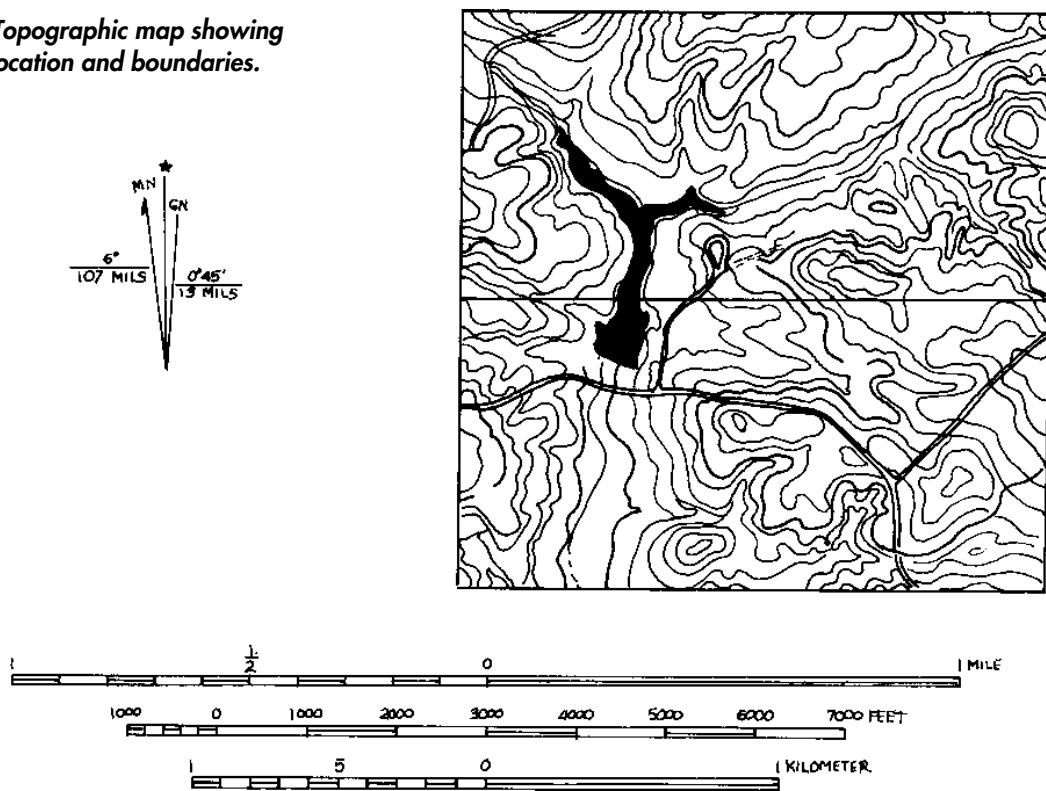 Topographic map showing
ocation and boundaries.
MN
GN
6°
107 MILS
0°45'
13 MILS
1
1/2
0
1 MILE
1000 0 1000 2000 3000 4000 5000 6000 7000 FEET
1 5 0 1 KILOMETER